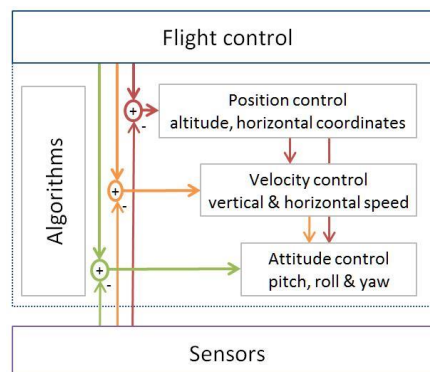 Flight control
Algorithms
+
-
Position control
altitude, horizontal coordinates
+
-
Velocity control
vertical & horizontal speed
+
-
Attitude control
pitch, roll & yaw
Sensors